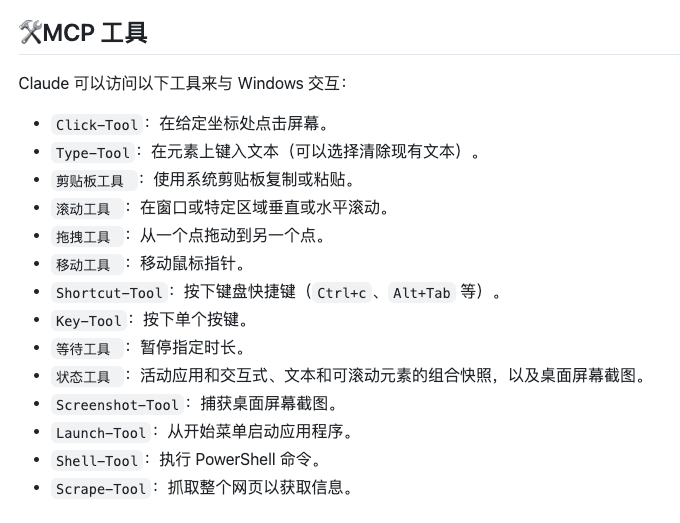 🛠️MCP 工具
Claude 可以访问以下工具来与 Windows 交互：
• Click-Tool：在给定坐标处点击屏幕。
• Type-Tool：在元素上键入文本（可以选择清除现有文本）。
• 剪贴板工具 ：使用系统剪贴板复制或粘贴。
• 滚动工具 ：在窗口或特定区域垂直或水平滚动。
• 拖拽工具 ：从一个点拖动到另一个点。
• 移动工具 ：移动鼠标指针。
• Shortcut-Tool：按下键盘快捷键（ Ctrl+c 、 Alt+Tab 等）。
• Key-Tool：按下单个按键。
• 等待工具 ：暂停指定时长。
• 状态工具 ：活动应用和交互式、文本和可滚动元素的组合快照，以及桌面屏幕截图。
• Screenshot-Tool：捕获桌面屏幕截图。
• Launch-Tool：从开始菜单启动应用程序。
• Shell-Tool：执行 PowerShell 命令。
• Scrape-Tool：抓取整个网页以获取信息。